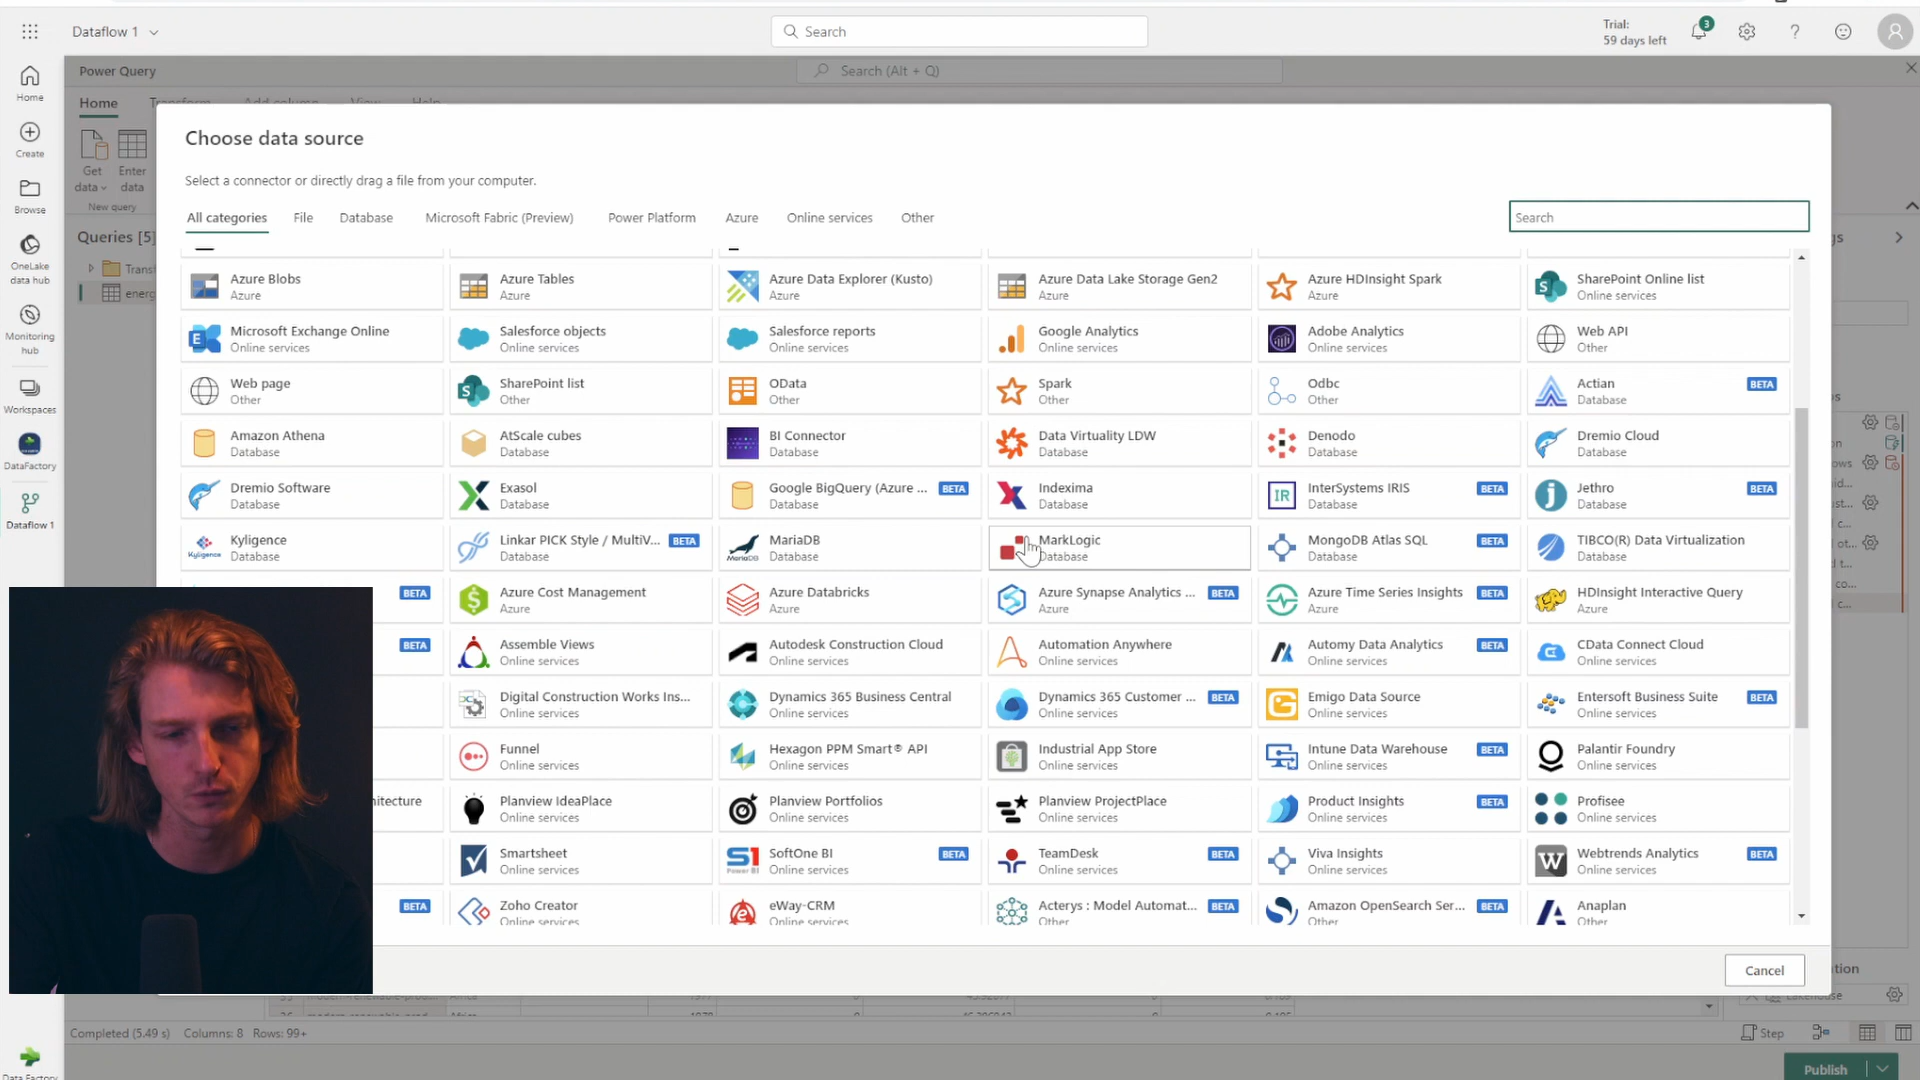 Dataflow 1
Search
Trial:
59 days left
3
Power Query
Search (Alt + Q)
Home
Create
Browse
OneLake
data hub
Monitoring
hub
Workspaces
DataFactory
Dataflow 1
Home
Transform
Add column
View
Help
Get
data
Enter
data
New query
Queries [5]
Choose data source
Select a connector or directly drag a file from your computer.
All categories
File
Database
Microsoft Fabric (Preview)
Power Platform
Azure
Online services
Other
Search
Azure Blobs
Azure
Azure Tables
Azure
Azure Data Explorer (Kusto)
Azure
Azure Data Lake Storage Gen2
Azure
Azure HDInsight Spark
Azure
SharePoint Online list
Online services
Microsoft Exchange Online
Online services
Salesforce objects
Online services
Salesforce reports
Online services
Google Analytics
Online services
Adobe Analytics
Online services
Web API
Other
Web page
Other
SharePoint list
Other
OData
Other
Spark
Other
Odbc
Other
Actian
Database
BETA
Amazon Athena
Database
AtScale cubes
Database
BI Connector
Database
Data Virtuality LDW
Database
Denodo
Database
Dremio Cloud
Database
Dremio Software
Database
Exasol
Database
Google BigQuery (Azure ...
Database
BETA
Indexima
Database
InterSystems IRIS
Database
BETA
Jethro
Database
BETA
Kyligence
Database
Linkar PICK Style / MultiV...
Database
BETA
MariaDB
Database
MarkLogic
Database
MongoDB Atlas SQL
Database
BETA
TIBCO(R) Data Virtualization
Database
BETA
Azure Cost Management
Azure
Azure Databricks
Azure
Azure Synapse Analytics ...
Azure
BETA
Azure Time Series Insights
Azure
BETA
HDInsight Interactive Query
Azure
BETA
Assemble Views
Online services
Autodesk Construction Cloud
Online services
Automation Anywhere
Online services
Automy Data Analytics
Online services
BETA
CData Connect Cloud
Online services
Digital Construction Works Ins...
Online services
Dynamics 365 Business Central
Online services
Dynamics 365 Customer ...
Online services
BETA
Emigo Data Source
Online services
Entersoft Business Suite
Online services
BETA
Funnel
Online services
Hexagon PPM Smart® API
Online services
Industrial App Store
Online services
Intune Data Warehouse
Online services
BETA
Palantir Foundry
Online services
Planview IdeaPlace
Online services
Planview Portfolios
Online services
Planview ProjectPlace
Online services
Product Insights
Online services
BETA
Profisee
Online services
Smartsheet
Online services
SoftOne BI
Online services
BETA
TeamDesk
Online services
BETA
Viva Insights
Online services
Webtrends Analytics
Online services
BETA
BETA
Zoho Creator
Online services
eWay-CRM
Online services
Acterys : Model Automat...
Other
BETA
Amazon OpenSearch Ser...
Other
BETA
Anaplan
Other
Cancel
Completed (5.49 s) Columns: 8 Rows: 99+
Step
Publish
Data Factory